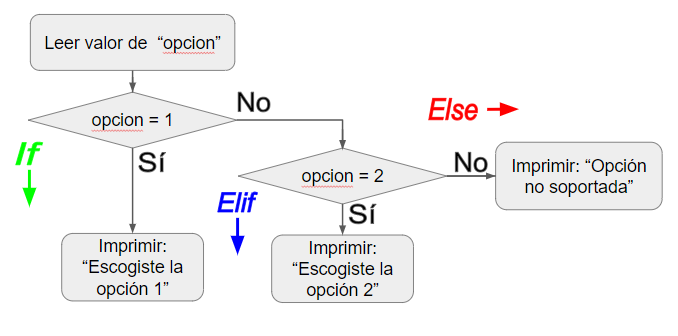 Leer valor de “opcion”
opcion = 1
No
Else
If
Sí
opcion = 2
No
Imprimir: “Opción
no soportada”
Elif
Sí
Imprimir:
“Escogiste la
opción 1”
Imprimir:
“Escogiste la
opción 2”